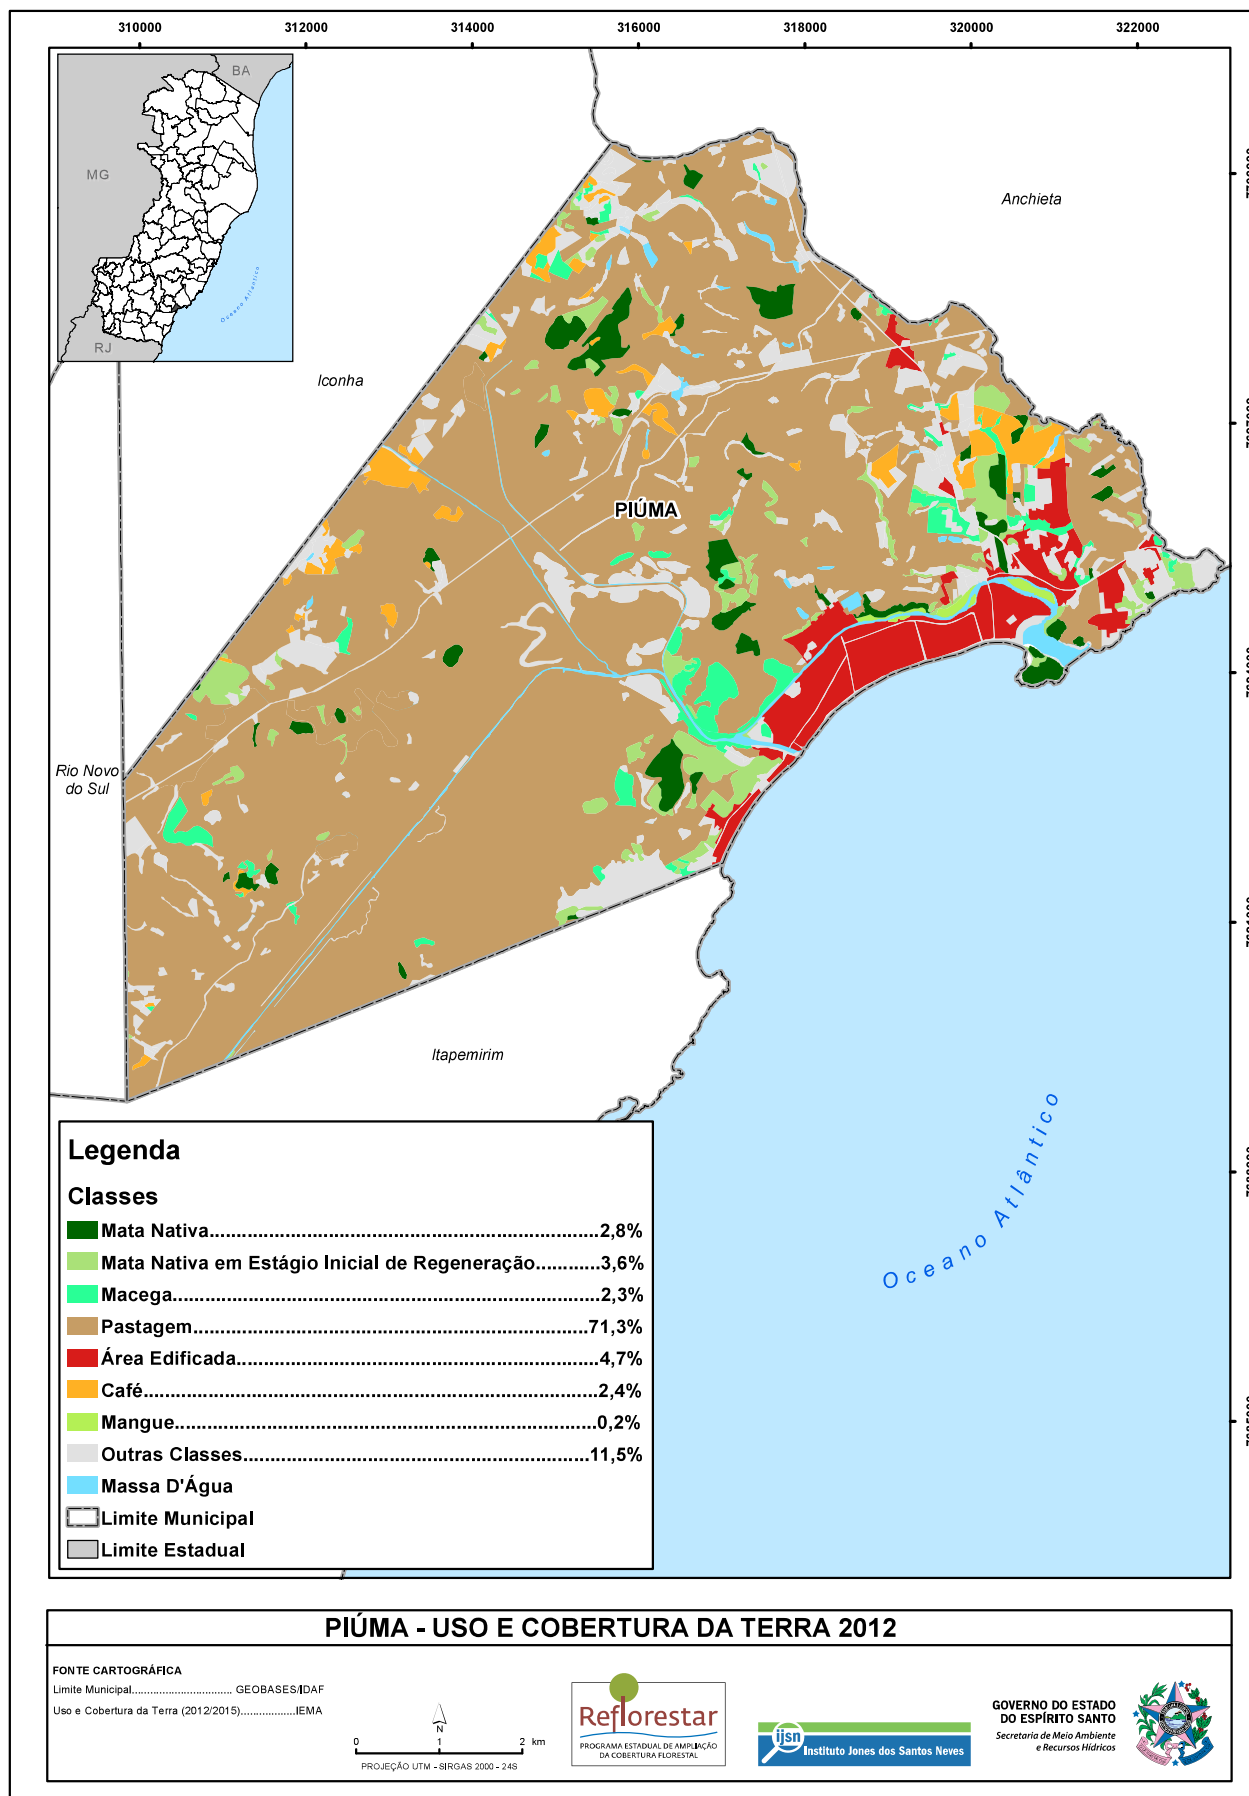 310000 312000 314000 316000 318000 320000 322000
BA
MG
Oceano Atlântico
RJ
Anchieta
Iconha
PIÚMA
Rio Novo
do Sul
Itapemirim
Oceano Atlântico
Legenda
Classes
Mata Nativa..................................................................2,8%
Mata Nativa em Estágio Inicial de Regeneração...........3,6%
Macega........................................................................2,3%
Pastagem...................................................................71,3%
Área Edificada.............................................................4,7%
Café.............................................................................2,4%
Mangue.......................................................................0,2%
Outras Classes...........................................................11,5%
Massa D'Água
Limite Municipal
Limite Estadual
PIÚMA - USO E COBERTURA DA TERRA 2012
FONTE CARTOGRÁFICA
Limite Municipal................................ GEOBASES/IDAF
Uso e Cobertura da Terra (2012/2015)..................IEMA
N
0 1 2 km
PROJEÇÃO UTM - SIRGAS 2000 - 24S
Reflorestar
PROGRAMA ESTADUAL DE AMPLIAÇÃO
DA COBERTURA FLORESTAL
ijsn
Instituto Jones dos Santos Neves
GOVERNO DO ESTADO
DO ESPÍRITO SANTO
Secretaria de Meio Ambiente
e Recursos Hídricos